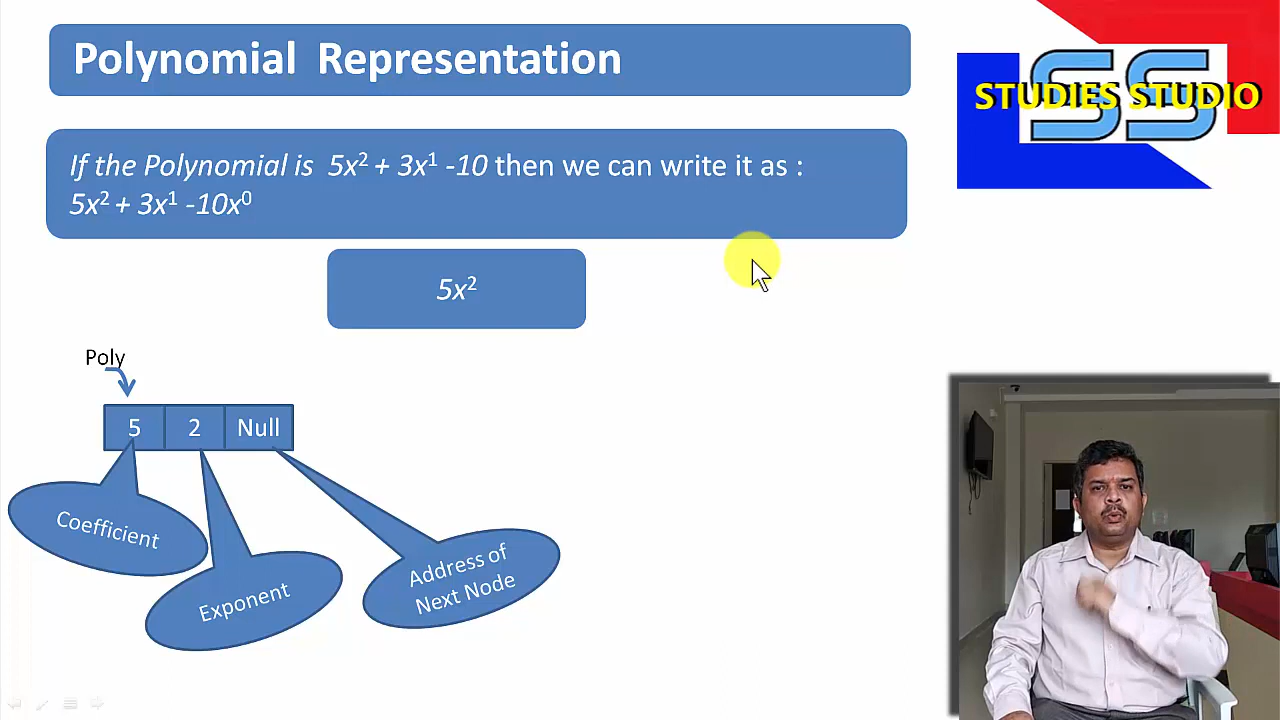 Polynomial Representation
STUDIES STUDIO
SS
If the Polynomial is 5x² + 3x¹ -10 then we can write it as :
5x² + 3x¹ -10x⁰
5x²
Poly
5 2 Null
Coefficient
Exponent
Address of
Next Node